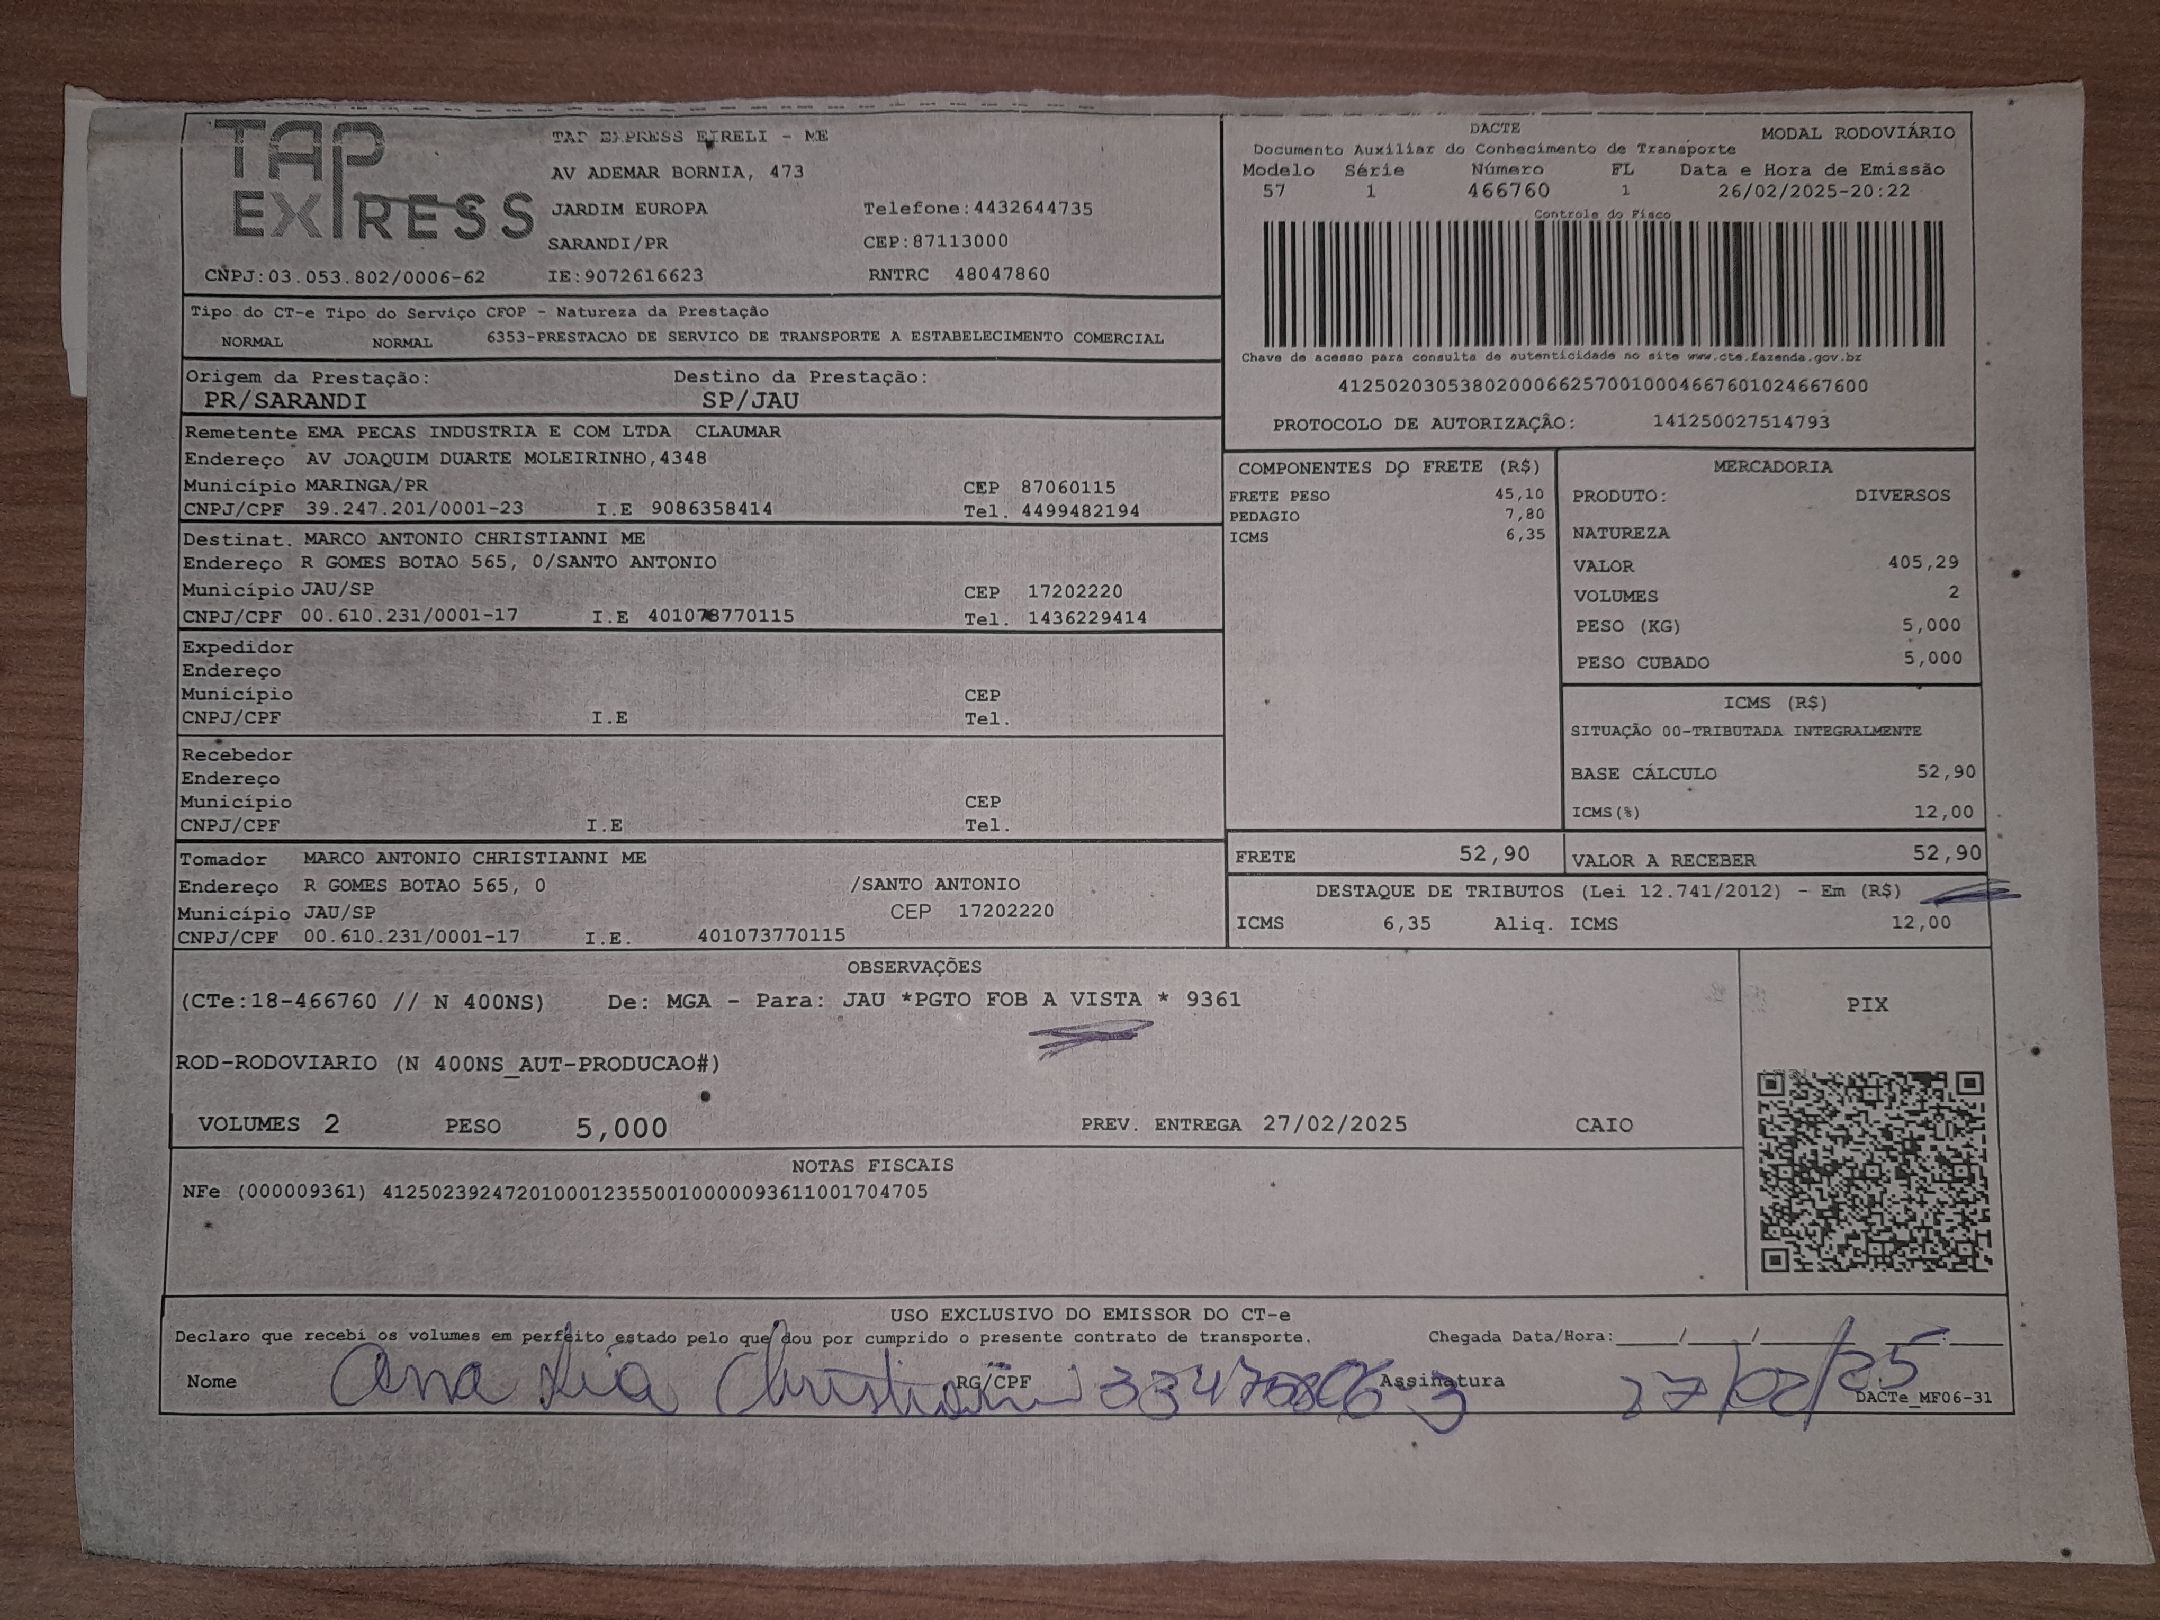 TAP
EXPRESS
TAP EXPRESS EIRELI - ME
AV ADEMAR BORNIA, 473
JARDIM EUROPA Telefone:4432644735
SARANDI/PR CEP:87113000
CNPJ:03.053.802/0006-62 IE:9072616623 RNTRC 48047860
DACTE MODAL RODOVIÁRIO
Documento Auxiliar do Conhecimento de Transporte
Modelo Série Número FL Data e Hora de Emissão
57 1 466760 1 26/02/2025-20:22
Controle do Fisco
Chave de acesso para consulta de autenticidade no site www.cte.fazenda.gov.br
41250203053802000662570010004667601024667600
PROTOCOLO DE AUTORIZAÇÃO: 141250027514793
Tipo do CT-e Tipo do Serviço CFOP - Natureza da Prestação
NORMAL NORMAL 6353-PRESTACAO DE SERVICO DE TRANSPORTE A ESTABELECIMENTO COMERCIAL
Origem da Prestação: Destino da Prestação:
PR/SARANDI SP/JAU
Remetente EMA PECAS INDUSTRIA E COM LTDA CLAUMAR
Endereço AV JOAQUIM DUARTE MOLEIRINHO,4348
Município MARINGA/PR CEP 87060115
CNPJ/CPF 39.247.201/0001-23 I.E 9086358414 Tel. 4499482194
Destinat. MARCO ANTONIO CHRISTIANNI ME
Endereço R GOMES BOTAO 565, 0/SANTO ANTONIO
Município JAU/SP CEP 17202220
CNPJ/CPF 00.610.231/0001-17 I.E 401073770115 Tel. 1436229414
Expedidor
Endereço
Município CEP
CNPJ/CPF I.E Tel.
Recebedor
Endereço
Município CEP
CNPJ/CPF I.E Tel.
Tomador MARCO ANTONIO CHRISTIANNI ME
Endereço R GOMES BOTAO 565, 0 /SANTO ANTONIO
Município JAU/SP CEP 17202220
CNPJ/CPF 00.610.231/0001-17 I.E. 401073770115
COMPONENTES DO FRETE (R$)
FRETE PESO 45,10
PEDAGIO 7,80
ICMS 6,35
MERCADORIA
PRODUTO: DIVERSOS
NATUREZA
VALOR 405,29
VOLUMES 2
PESO (KG) 5,000
PESO CUBADO 5,000
ICMS (R$)
SITUAÇÃO 00-TRIBUTADA INTEGRALMENTE
BASE CÁLCULO 52,90
ICMS(%) 12,00
FRETE 52,90 VALOR A RECEBER 52,90
DESTAQUE DE TRIBUTOS (Lei 12.741/2012) - Em (R$)
ICMS 6,35 Aliq. ICMS 12,00
OBSERVAÇÕES
(CTe:18-466760 // N 400NS) De: MGA - Para: JAU *PGTO FOB A VISTA * 9361
ROD-RODOVIARIO (N 400NS_AUT-PRODUCAO#)
VOLUMES 2 PESO 5,000 PREV. ENTREGA 27/02/2025 CAIO
PIX
NOTAS FISCAIS
NFe (000009361) 41250239247201000123550010000093611001704705
USO EXCLUSIVO DO EMISSOR DO CT-e
Declaro que recebi os volumes em perfeito estado pelo que dou por cumprido o presente contrato de transporte. Chegada Data/Hora:____/____/____ ___:___
Nome Ana Lia RG/CPF Assinatura 27/02/25
DACTe_MF06-31